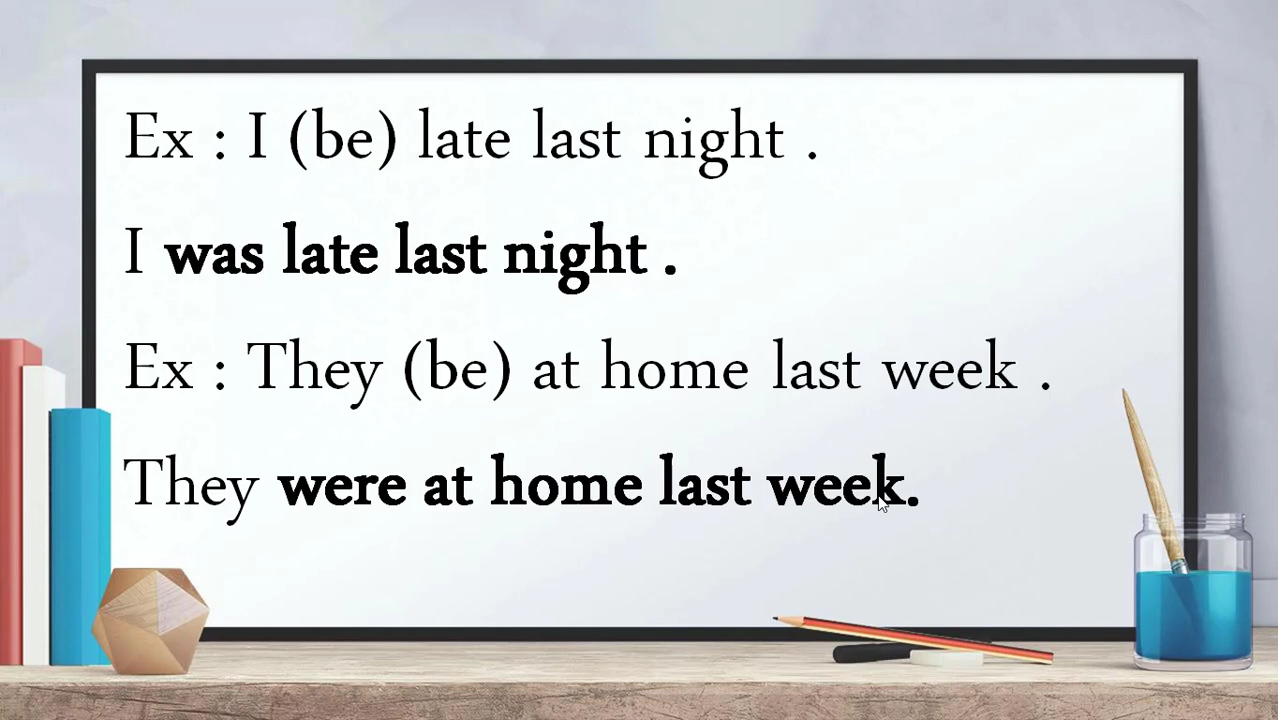 Ex : I (be) late last night .
I was late last night .
Ex : They (be) at home last week .
They were at home last week.